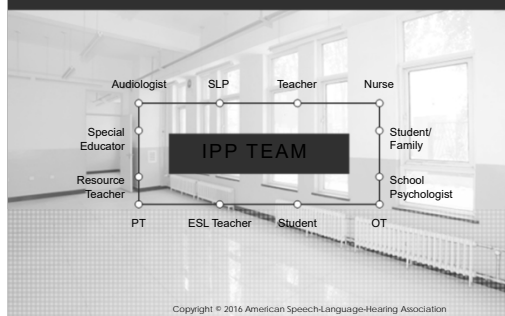 Audiologist SLP Teacher Nurse
Special
Educator
Student/
Family
IPP TEAM
Resource
Teacher
School
Psychologist
PT ESL Teacher Student OT
Copyright © 2016 American Speech-Language-Hearing Association